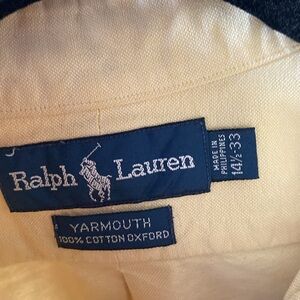 Ralph Lauren
MADE IN
PHILIPPINES
14½-33
YARMOUTH
100% COTTON OXFORD